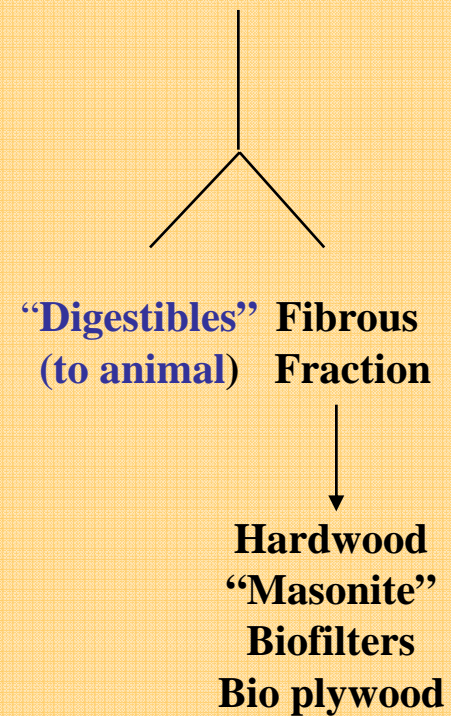 “Digestibles” Fibrous
(to animal) Fraction
Hardwood
“Masonite”
Biofilters
Bio plywood